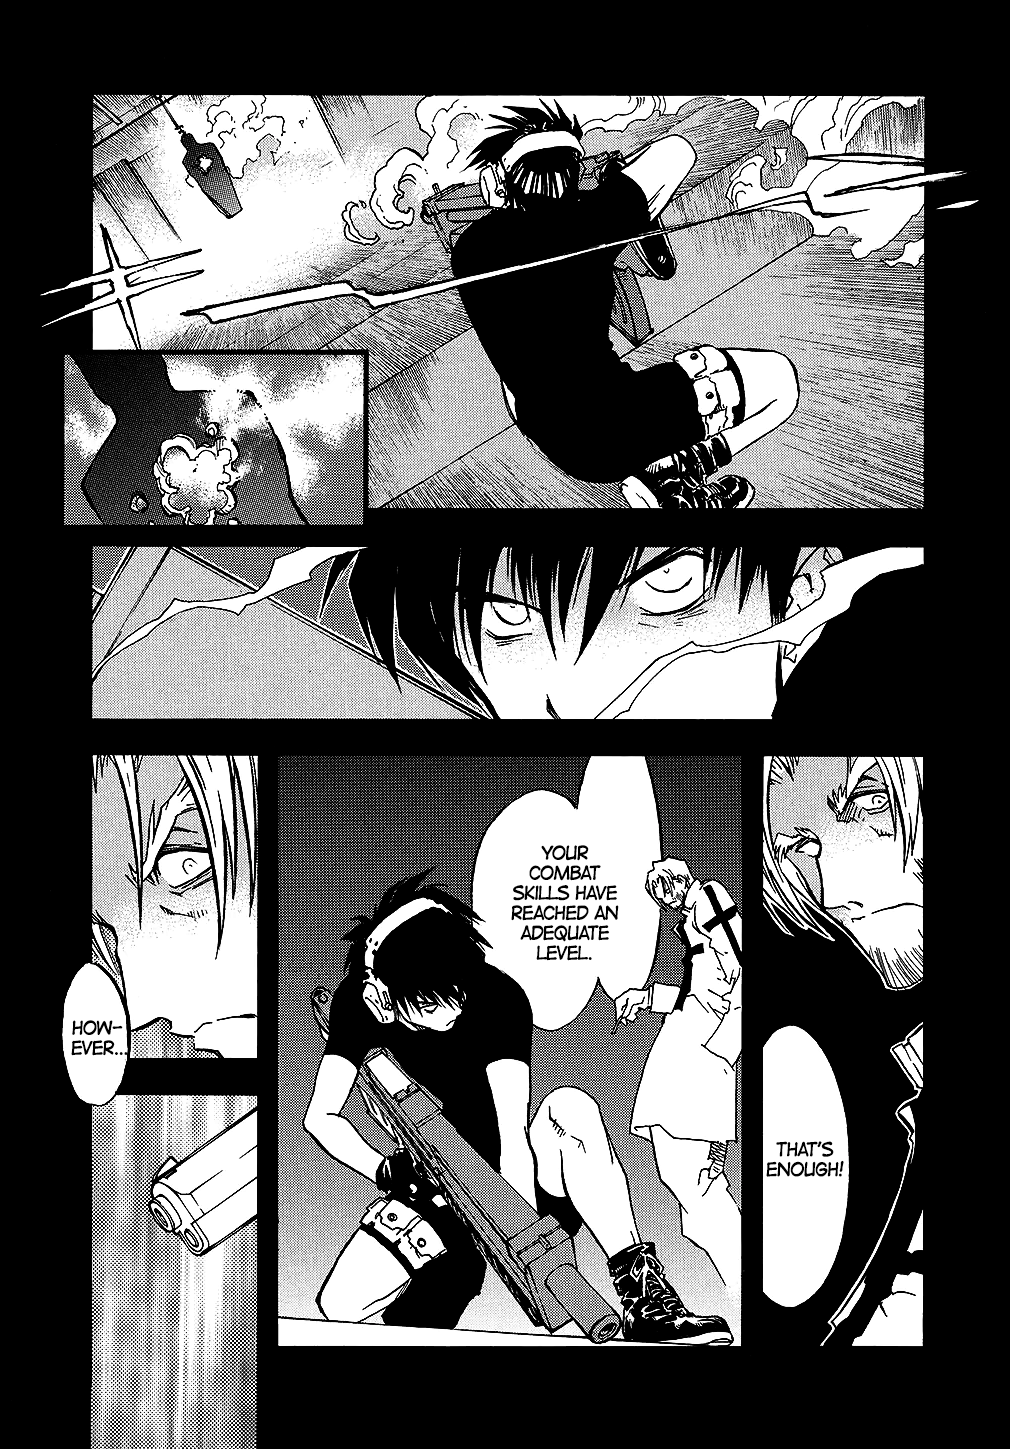 THAT'S
ENOUGH!
YOUR
COMBAT
SKILLS HAVE
REACHED AN
ADEQUATE
LEVEL.
HOW-
EVER...